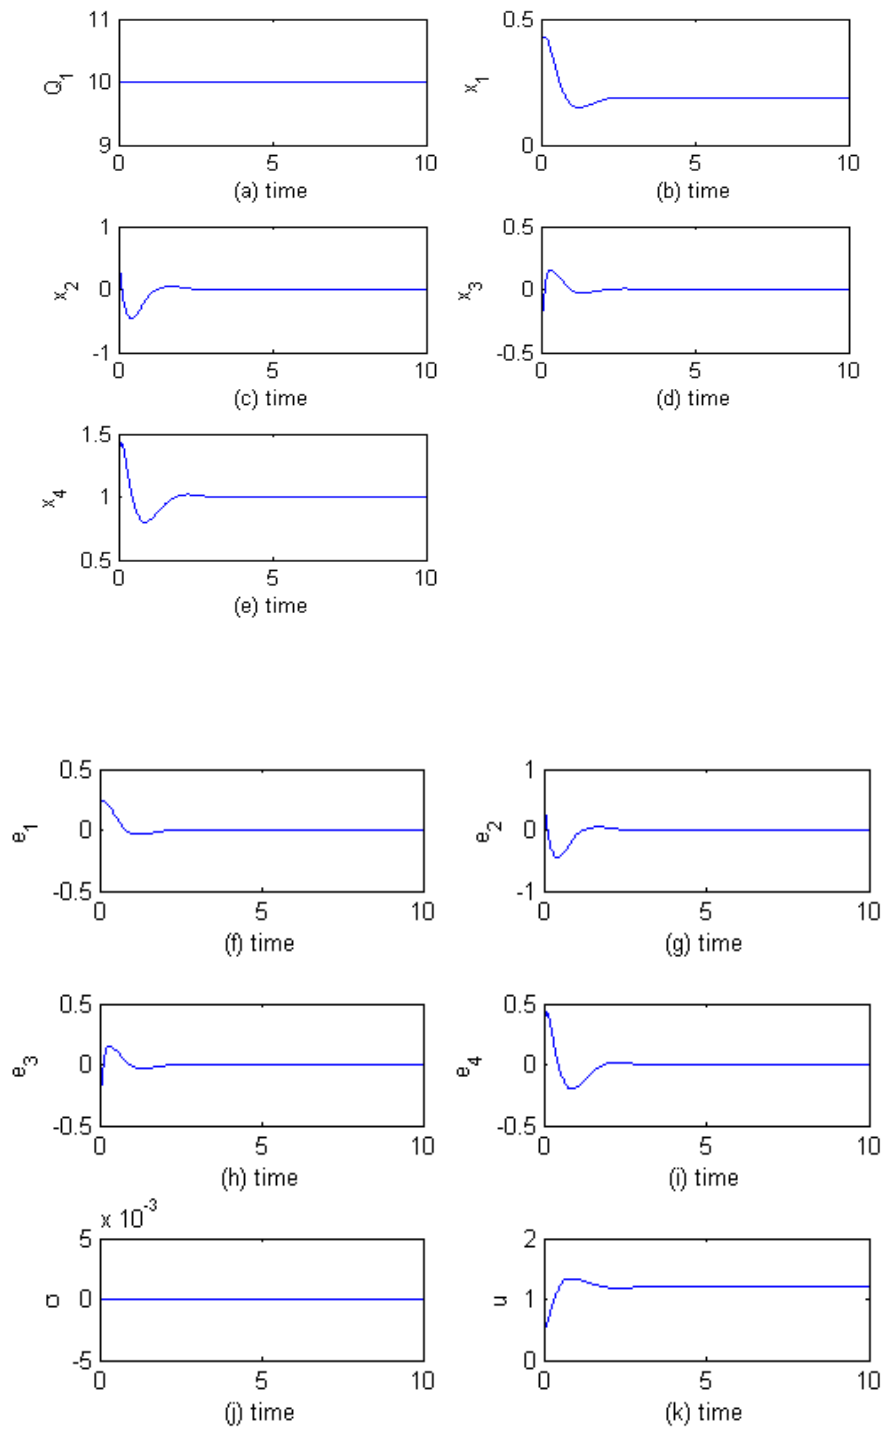 11
Q1
10
9
0 5 10
(a) time
0.5
x1
0
0 5 10
(b) time
1
x2
0
-1
0 5 10
(c) time
0.5
x3
0
-0.5
0 5 10
(d) time
1.5
x4
1
0.5
0 5 10
(e) time
0.5
e1
0
-0.5
0 5 10
(f) time
1
e2
0
-1
0 5 10
(g) time
0.5
e3
0
-0.5
0 5 10
(h) time
0.5
e4
0
-0.5
0 5 10
(i) time
x 10-3
5
σ
0
-5
0 5 10
(j) time
2
u
1
0
0 5 10
(k) time